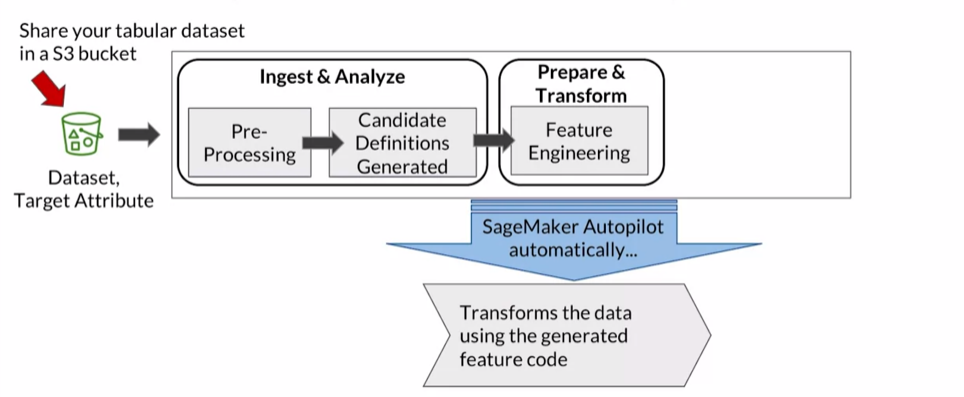 Share your tabular dataset
in a S3 bucket
Dataset,
Target Attribute
Ingest & Analyze
Pre-
Processing
Candidate
Definitions
Generated
Prepare &
Transform
Feature
Engineering
SageMaker Autopilot
automatically...
Transforms the data
using the generated
feature code